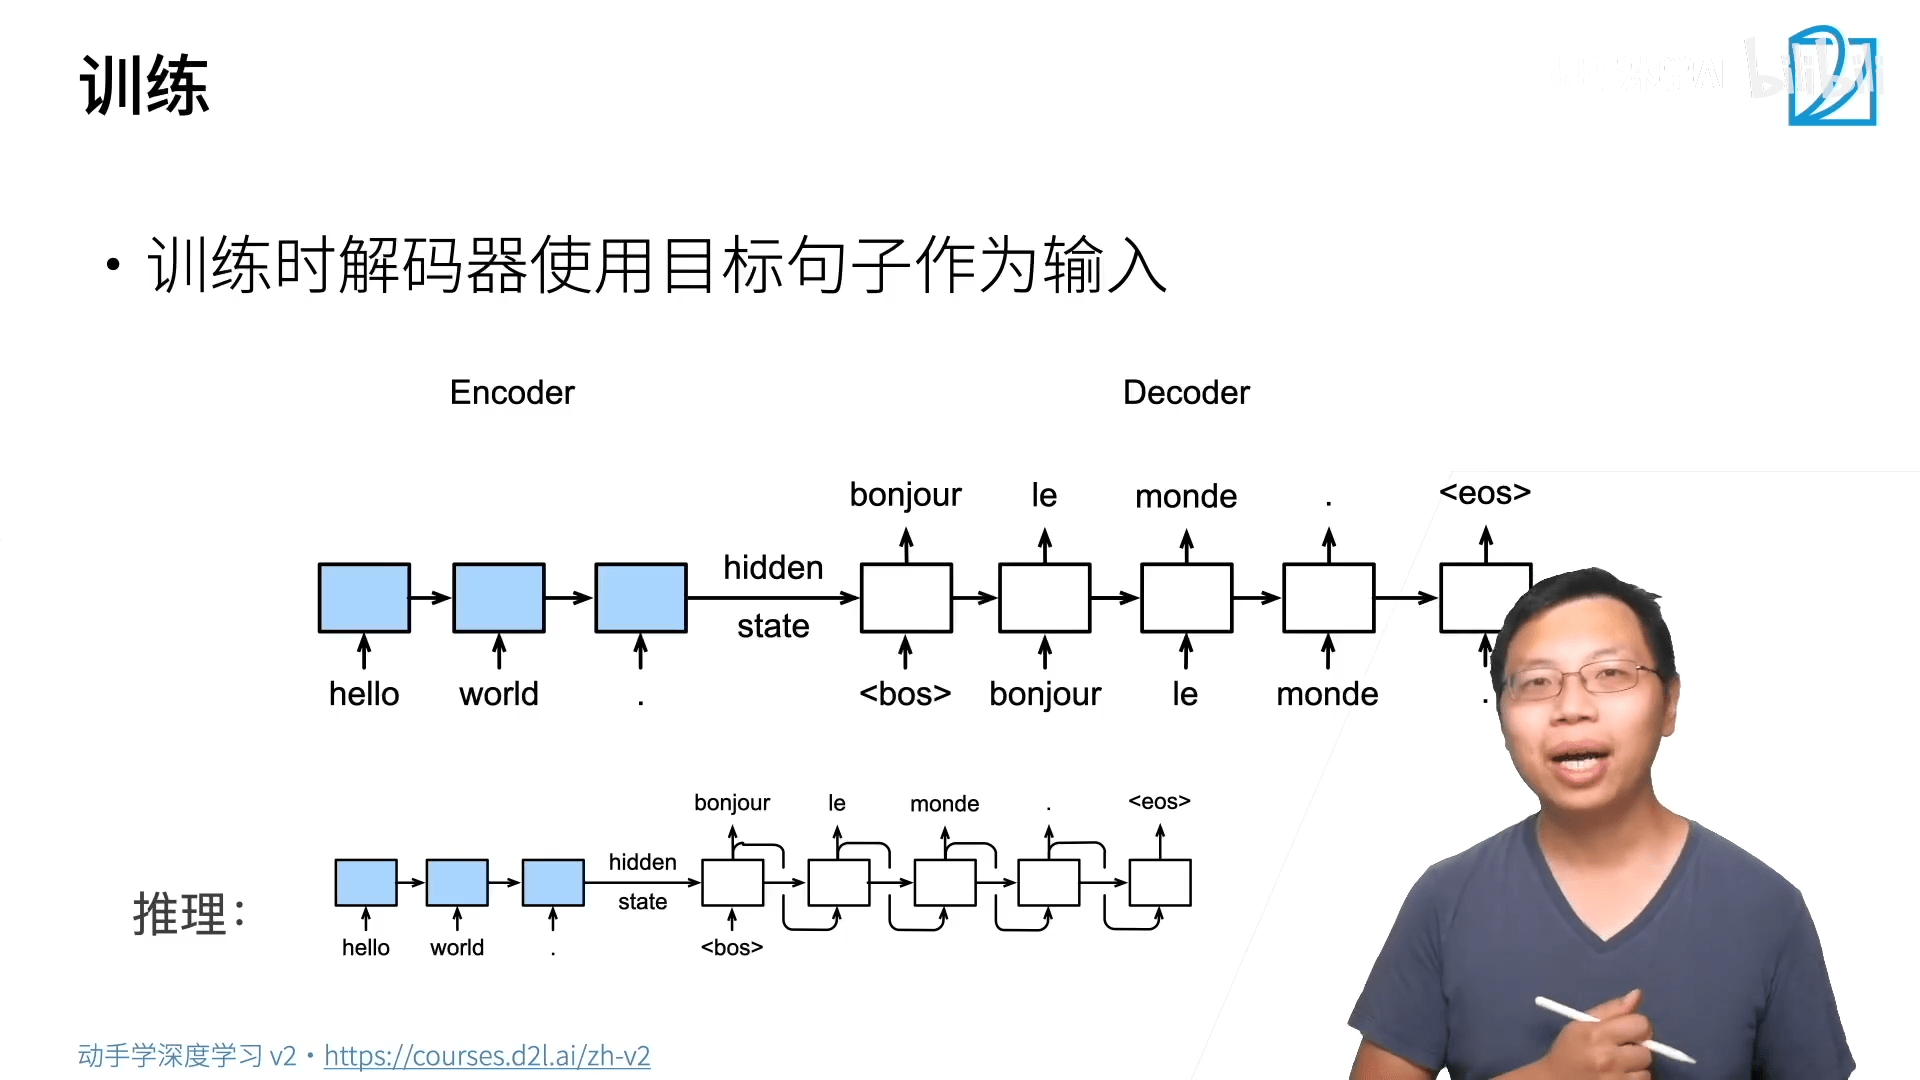 训练
bilibili
• 训练时解码器使用目标句子作为输入
Encoder
Decoder
bonjour le monde . <eos>
hidden
state
hello world . <bos> bonjour le monde .
bonjour le monde . <eos>
hidden
推理：
state
hello world . <bos>
动手学深度学习 v2 • https://courses.d2l.ai/zh-v2